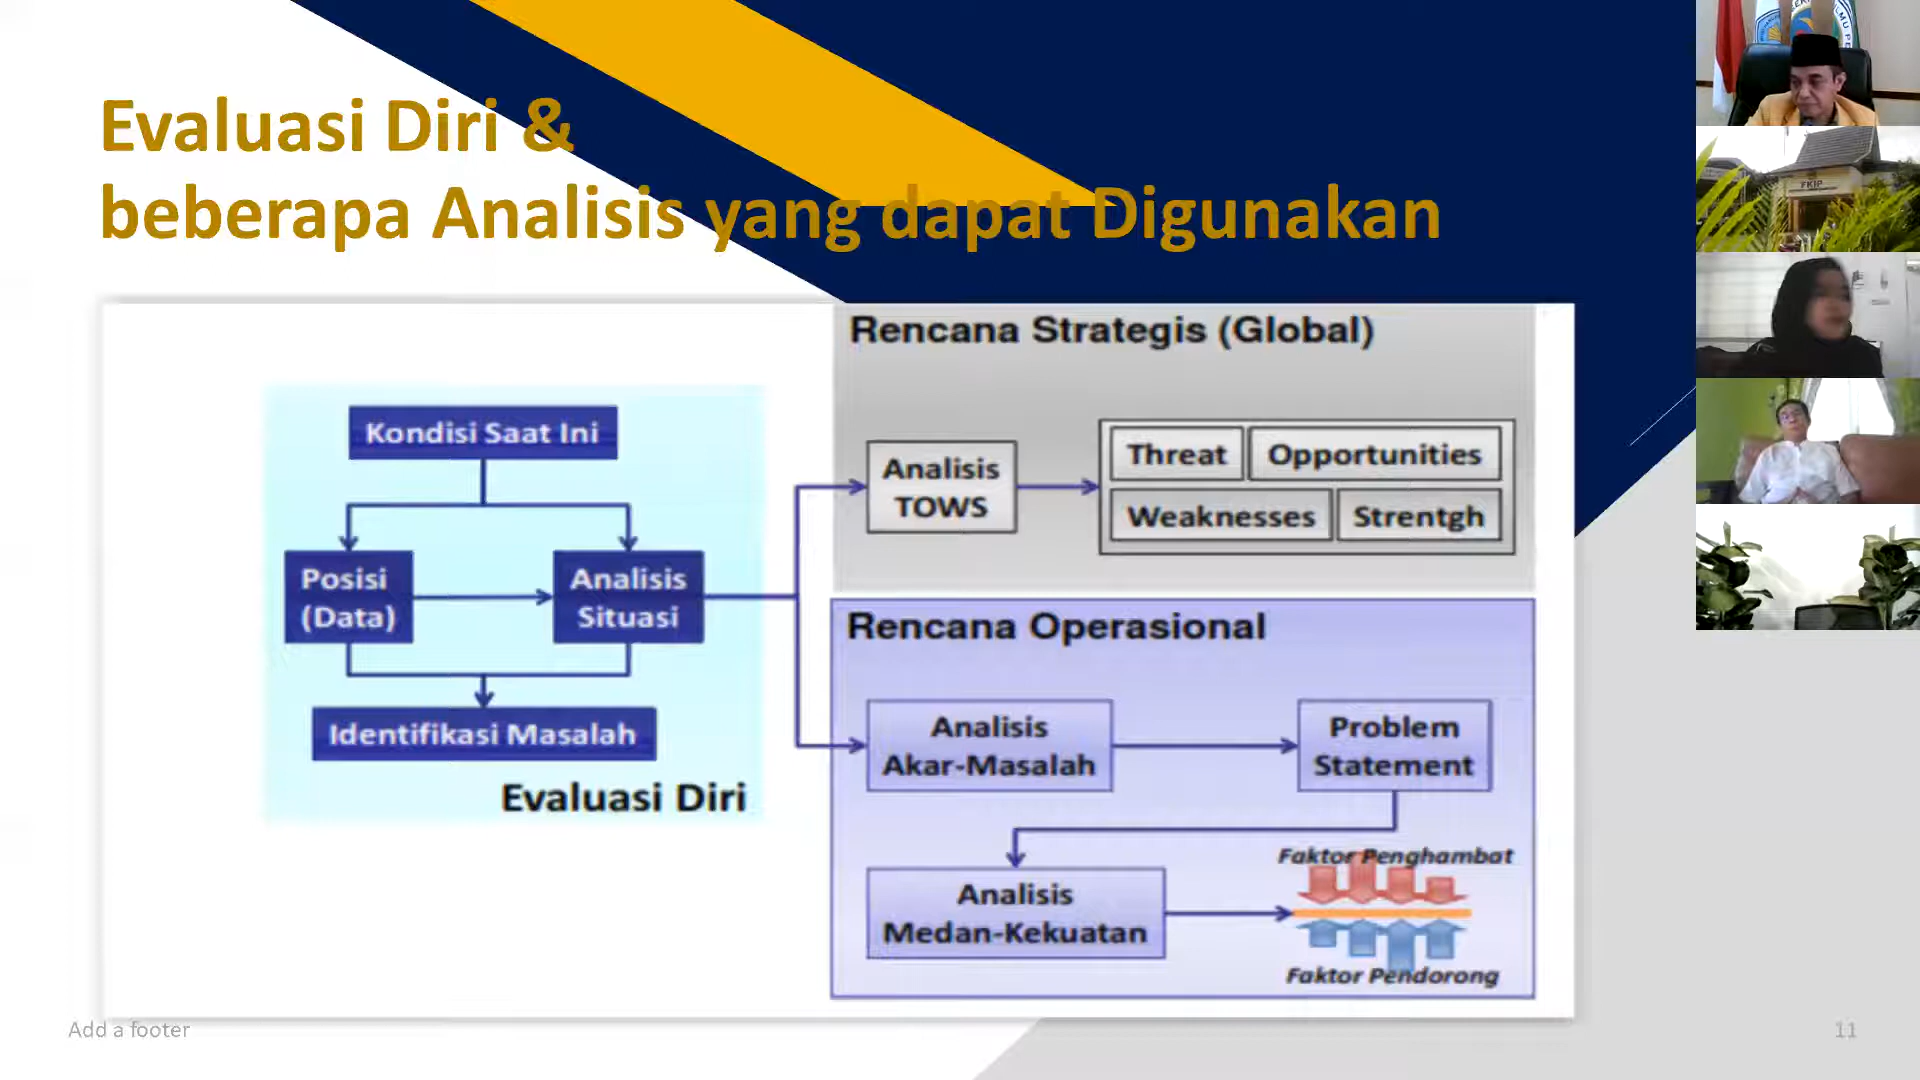 Evaluasi Diri &
beberapa Analisis yang dapat Digunakan
Kondisi Saat Ini
Posisi
(Data)
Analisis
Situasi
Identifikasi Masalah
Evaluasi Diri
Rencana Strategis (Global)
Analisis
TOWS
Threat
Opportunities
Weaknesses
Strentgh
Rencana Operasional
Analisis
Akar-Masalah
Problem
Statement
Analisis
Medan-Kekuatan
Faktor Penghambat
Faktor Pendorong
Add a footer
11
FKIP